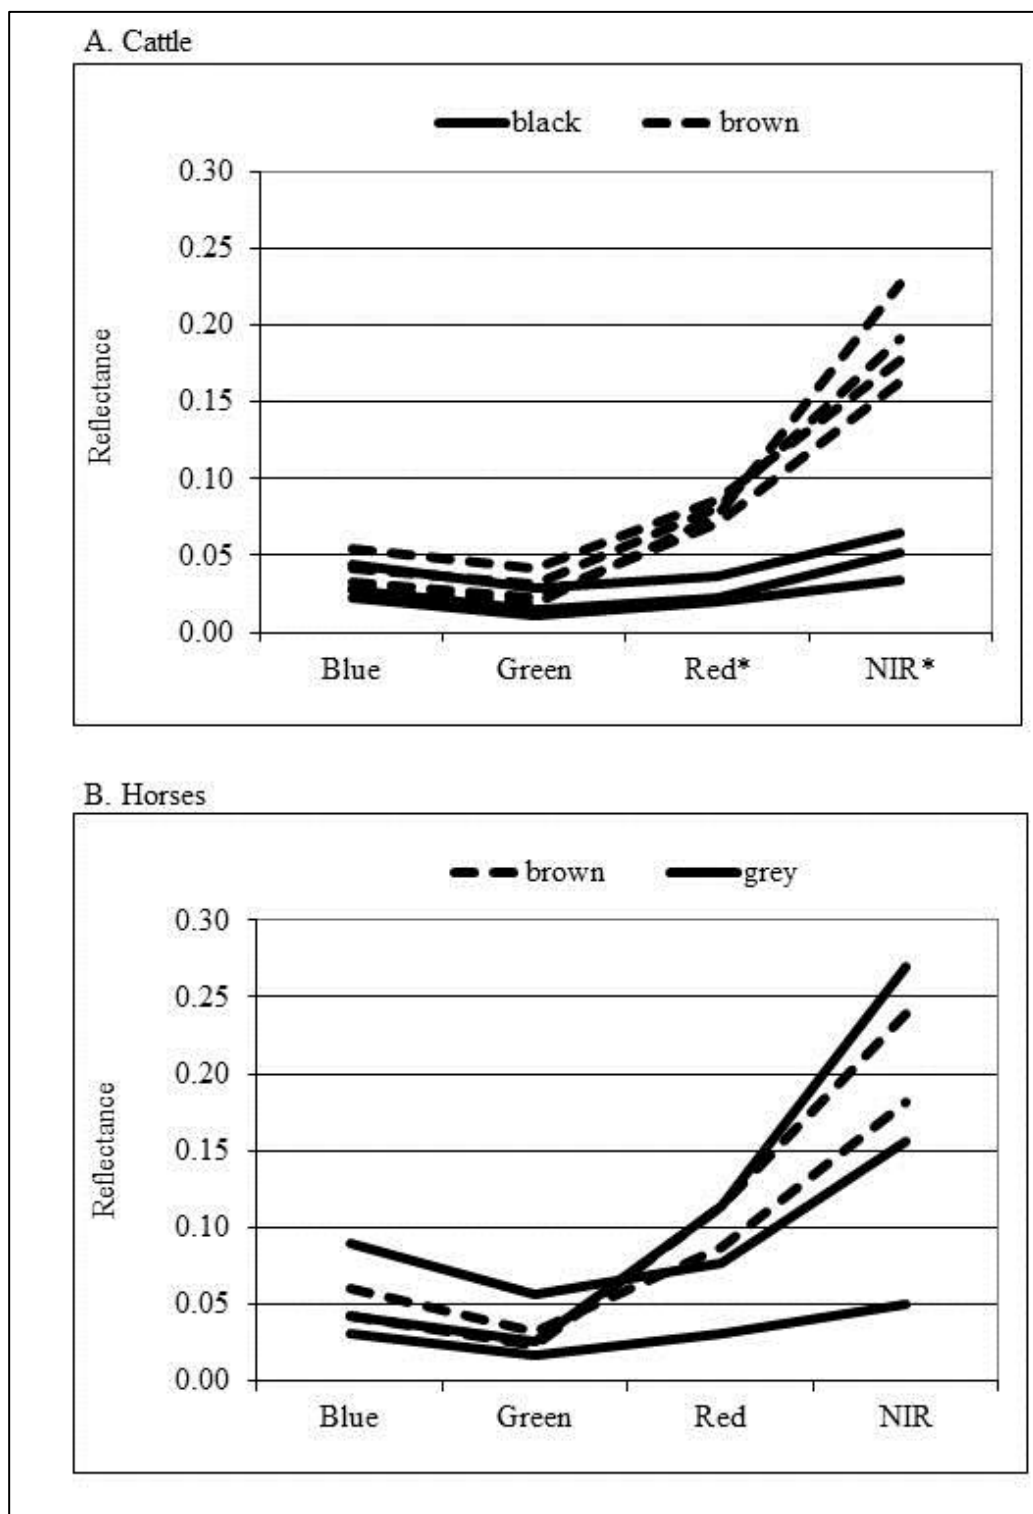 A. Cattle
black brown
0.30
0.25
0.20
0.15
0.10
0.05
0.00
Reflectance
Blue Green Red* NIR*
B. Horses
brown grey
0.30
0.25
0.20
0.15
0.10
0.05
0.00
Reflectance
Blue Green Red NIR